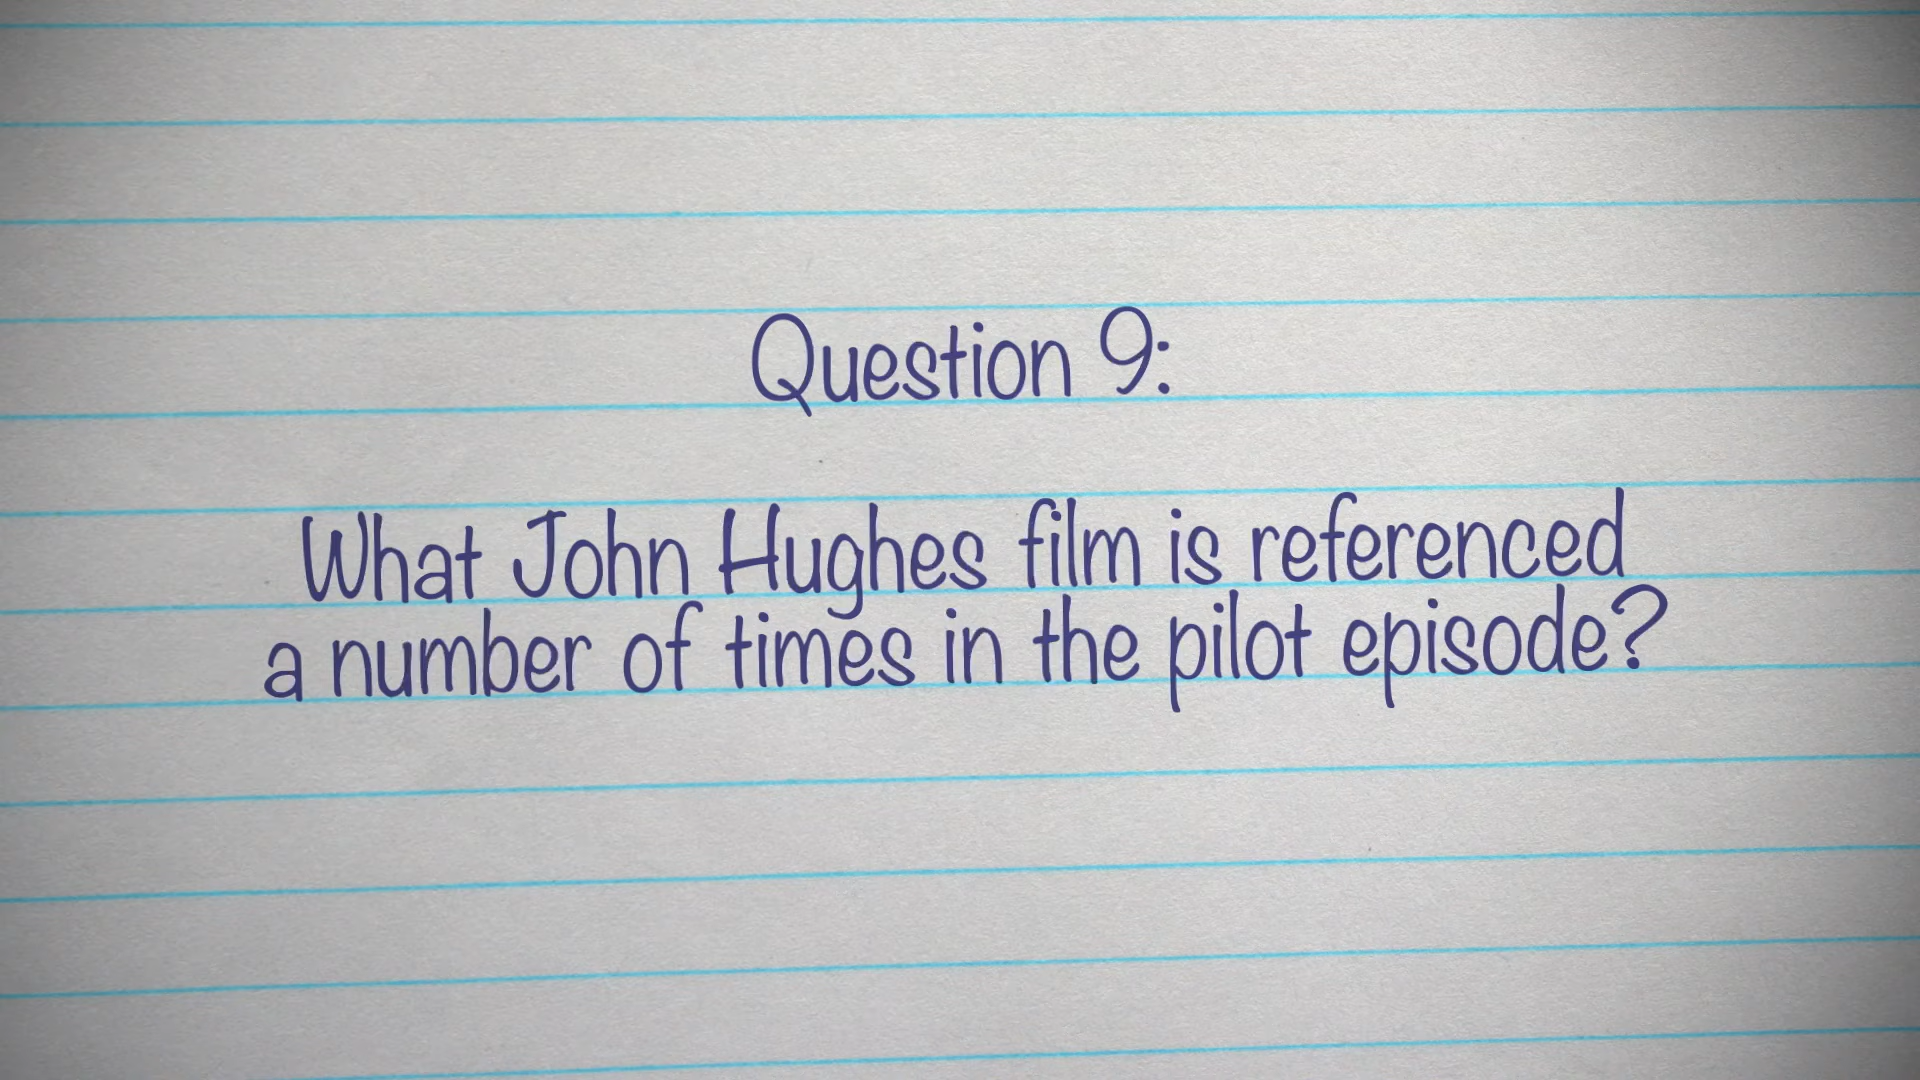 Question 9:
What John Hughes film is referenced
a number of times in the pilot episode?